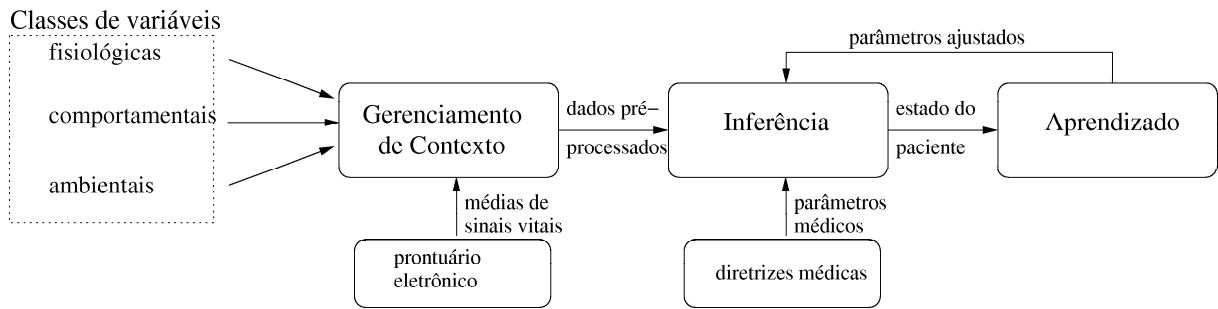 Classes de variáveis
fisiológicas
comportamentais
ambientais
Gerenciamento
de Contexto
médias de
sinais vitais
prontuário
eletrônico
dados pré-
processados
Inferência
parâmetros
médicos
diretrizes médicas
parâmetros ajustados
estado do
paciente
Aprendizado